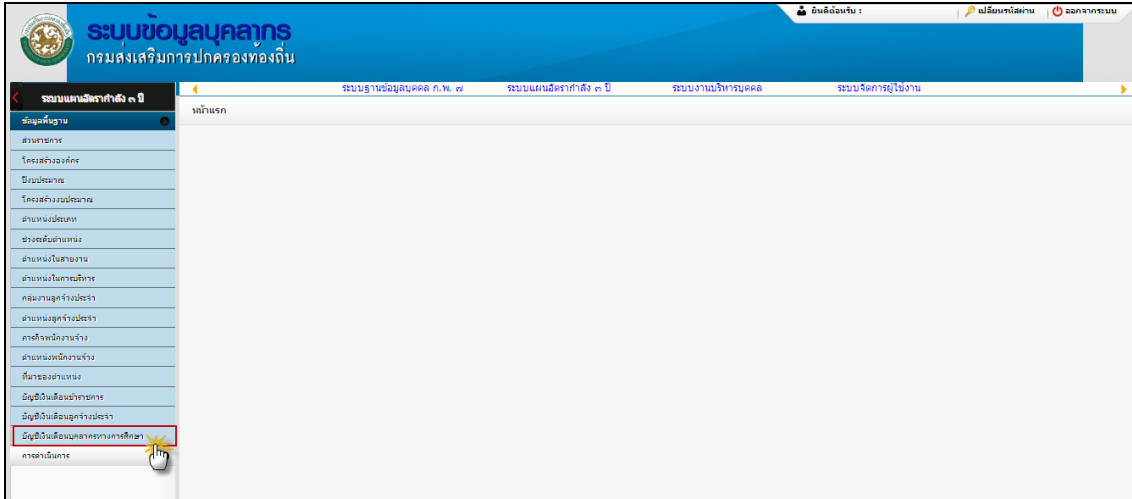 ระบบข้อมูลบุคลากร
กรมส่งเสริมการปกครองท้องถิ่น
ยินดีต้อนรับ : เปลี่ยนรหัสผ่าน ออกจากระบบ
ระบบฐานข้อมูลบุคคล ก.พ. ๗ ระบบแผนอัตรากำลัง ๓ ปี ระบบงานบริหารบุคคล ระบบจัดการผู้ใช้งาน
หน้าแรก
ระบบแผนอัตรากำลัง ๓ ปี
ข้อมูลพื้นฐาน
ส่วนราชการ
โครงสร้างองค์กร
ปีงบประมาณ
โครงสร้างงบประมาณ
ตำแหน่งประเภท
ช่วงระดับตำแหน่ง
ตำแหน่งในสายงาน
ตำแหน่งในการบริหาร
กลุ่มงานลูกจ้างประจำ
ตำแหน่งลูกจ้างประจำ
ภารกิจพนักงานจ้าง
ตำแหน่งพนักงานจ้าง
ที่มาของตำแหน่ง
บัญชีเงินเดือนข้าราชการ
บัญชีเงินเดือนลูกจ้างประจำ
บัญชีเงินเดือนบุคลากรทางการศึกษา
การดำเนินการ